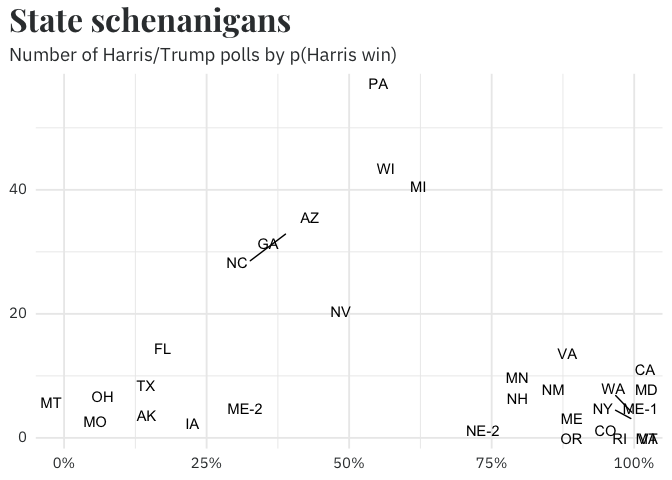 State schenanigans
Number of Harris/Trump polls by p(Harris win)
PA
WI
MI
40
AZ
GA
NC
NV
20
FL
VA
CA
MN
TX
NM
WA
MD
OH
NH
MT
ME-2
NY
ME-1
AK
ME
MO
IA
NE-2
CO
0
OR
RI
VT
0%
25%
50%
75%
100%